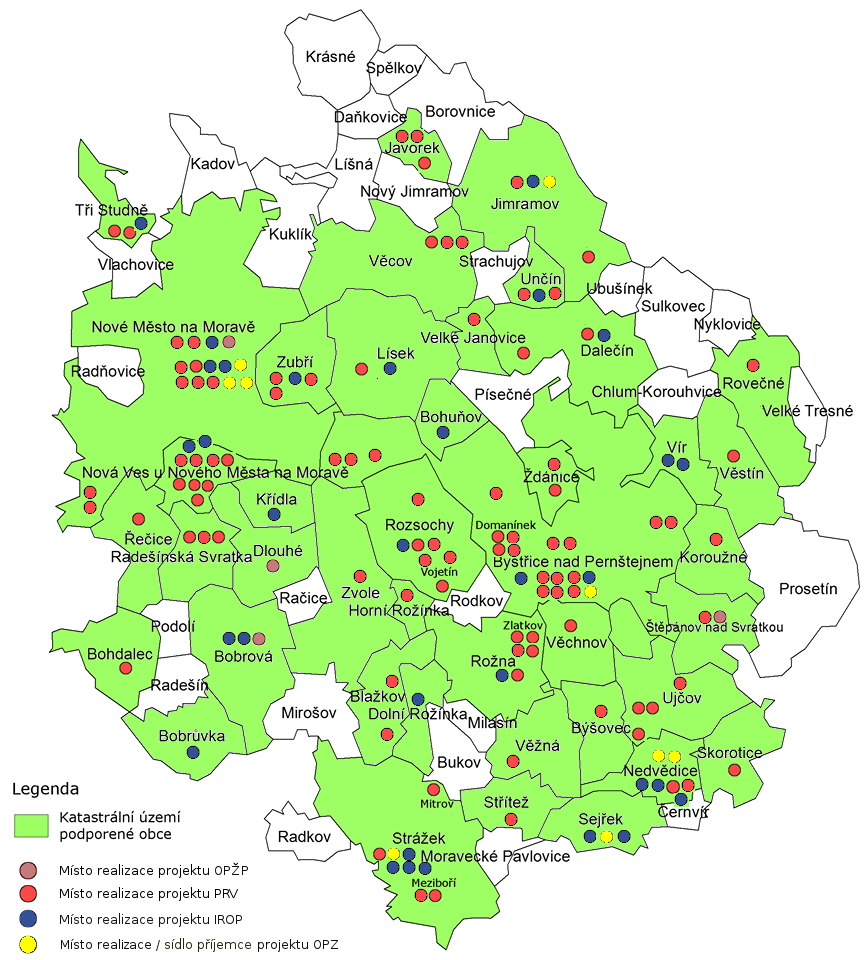 Krásné
Spělkov
Borovnice
Daňkovice
Javorek
Líšná
Kadov
Nový Jimramov
Jimramov
Tři Studně
Kuklík
Vlachovice
Věcov
Strachujov
Unčín
Ubušínek
Sulkovec
Nyklovice
Nové Město na Moravě
Velké Janovice
Dalečín
Radňovice
Zubří
Lísek
Písečné
Chlum-Korouhvice
Rovečné
Velké Tresné
Bohuňov
Vír
Věstín
Nová Ves u Nového Města na Moravě
Ždánice
Křídla
Rozsochy
Domanínek
Řečice
Radešínská Svratka
Dlouhé
Vojetín
Bystřice nad Pernštejnem
Koroužné
Prosetín
Zvole
Račice
Horní Rožínka
Rodkov
Podolí
Zlatkov
Věchnov
Štěpánov nad Svrátkou
Bohdalec
Bobrová
Rožná
Radešín
Blažkov
Dolní Rožínka
Ujčov
Mirošov
Milasín
Býšovec
Bobrůvka
Věžná
Skorotice
Bukov
Nedvědice
Mitrov
Střítež
Černvír
Sejřek
Radkov
Strážek
Moravecké Pavlovice
Meziboří
Legenda
Katastrální území
podporené obce
Místo realizace projektu OPŽP
Místo realizace projektu PRV
Místo realizace projektu IROP
Místo realizace / sídlo příjemce projektu OPZ